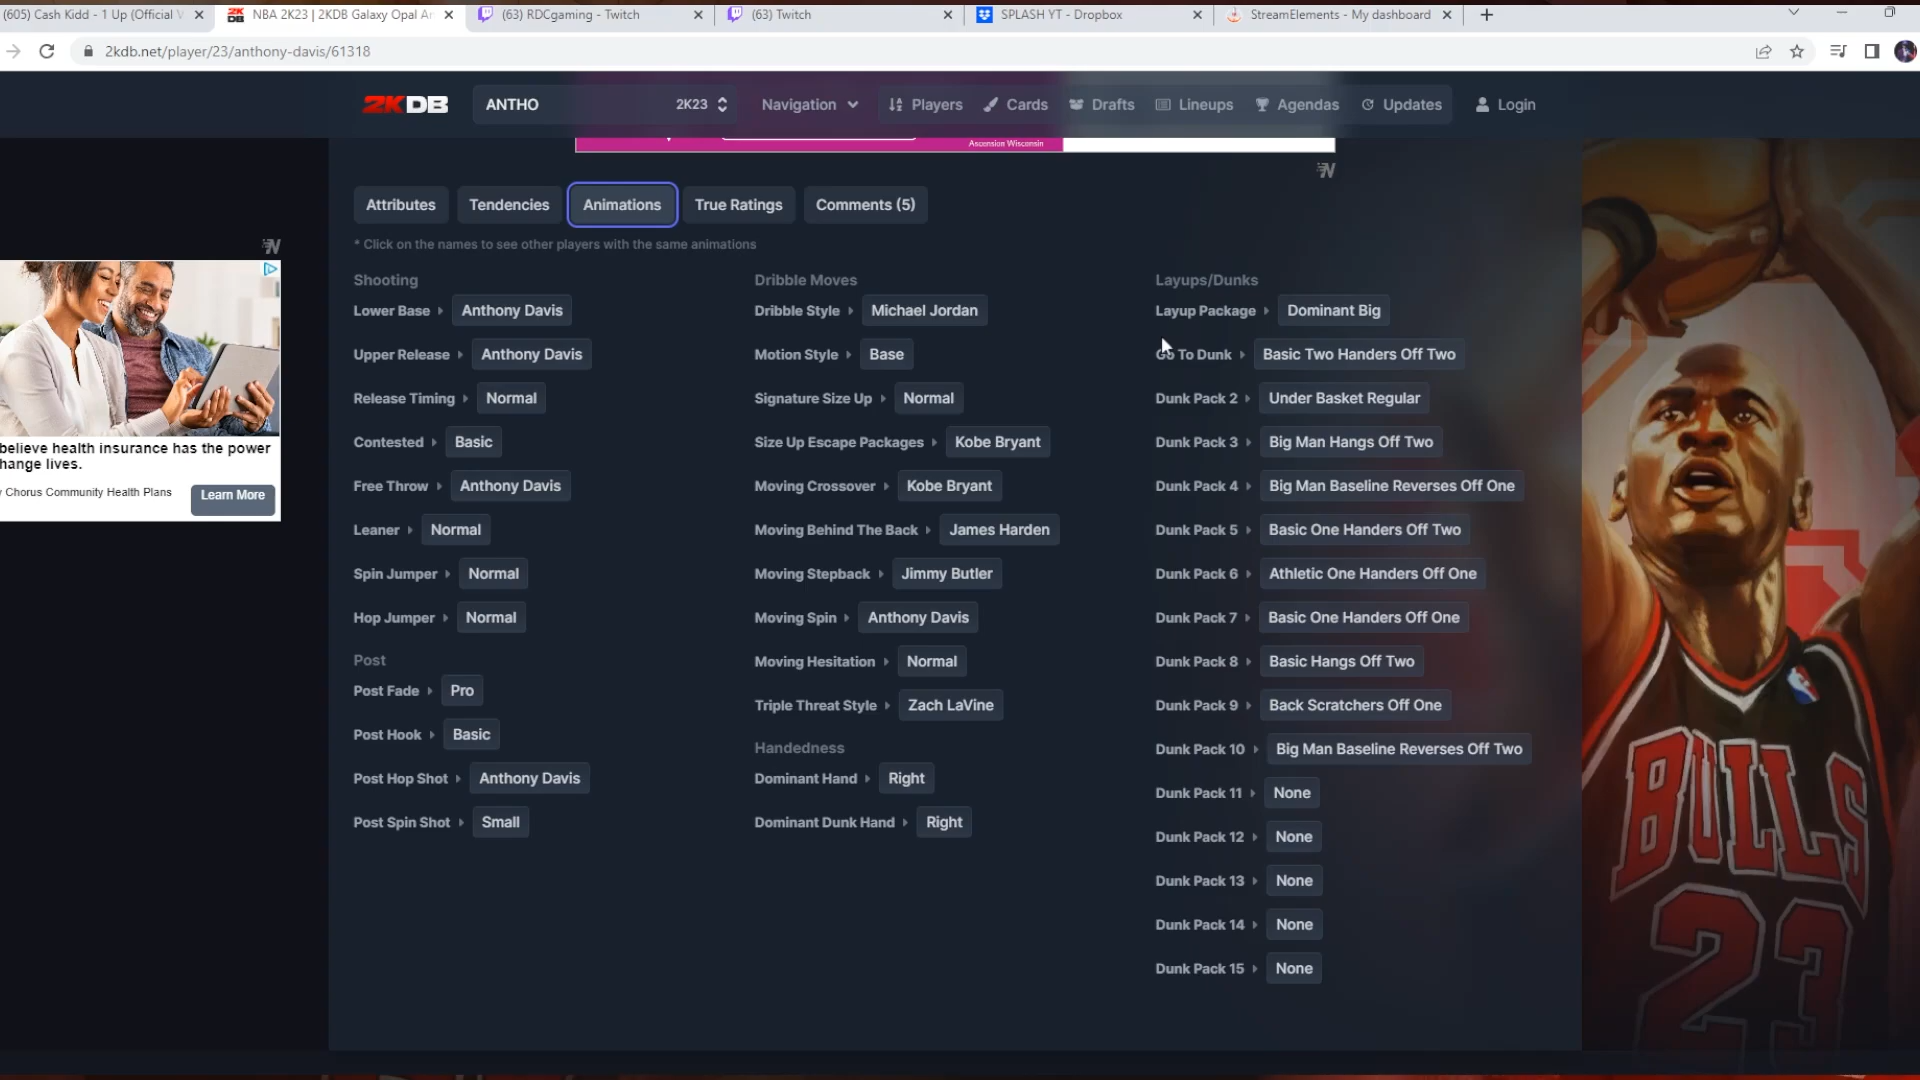 (605) Cash Kidd - 1 Up (Official V
NBA 2K23 | 2KDB Galaxy Opal An
(63) RDCgaming - Twitch
(63) Twitch
SPLASH YT - Dropbox
StreamElements - My dashboard
2kdb.net/player/23/anthony-davis/61318
2KDB
ANTHO
2K23
Navigation
Players
Cards
Drafts
Lineups
Agendas
Updates
Login
Ascension Wisconsin
Attributes
Tendencies
Animations
True Ratings
Comments (5)
* Click on the names to see other players with the same animations
believe health insurance has the power
hange lives.
Chorus Community Health Plans
Learn More
Shooting
Lower Base Anthony Davis
Upper Release Anthony Davis
Release Timing Normal
Contested Basic
Free Throw Anthony Davis
Leaner Normal
Spin Jumper Normal
Hop Jumper Normal
Post
Post Fade Pro
Post Hook Basic
Post Hop Shot Anthony Davis
Post Spin Shot Small
Dribble Moves
Dribble Style Michael Jordan
Motion Style Base
Signature Size Up Normal
Size Up Escape Packages Kobe Bryant
Moving Crossover Kobe Bryant
Moving Behind The Back James Harden
Moving Stepback Jimmy Butler
Moving Spin Anthony Davis
Moving Hesitation Normal
Triple Threat Style Zach LaVine
Handedness
Dominant Hand Right
Dominant Dunk Hand Right
Layups/Dunks
Layup Package Dominant Big
Go To Dunk Basic Two Handers Off Two
Dunk Pack 2 Under Basket Regular
Dunk Pack 3 Big Man Hangs Off Two
Dunk Pack 4 Big Man Baseline Reverses Off One
Dunk Pack 5 Basic One Handers Off Two
Dunk Pack 6 Athletic One Handers Off One
Dunk Pack 7 Basic One Handers Off One
Dunk Pack 8 Basic Hangs Off Two
Dunk Pack 9 Back Scratchers Off One
Dunk Pack 10 Big Man Baseline Reverses Off Two
Dunk Pack 11 None
Dunk Pack 12 None
Dunk Pack 13 None
Dunk Pack 14 None
Dunk Pack 15 None
BULLS
23